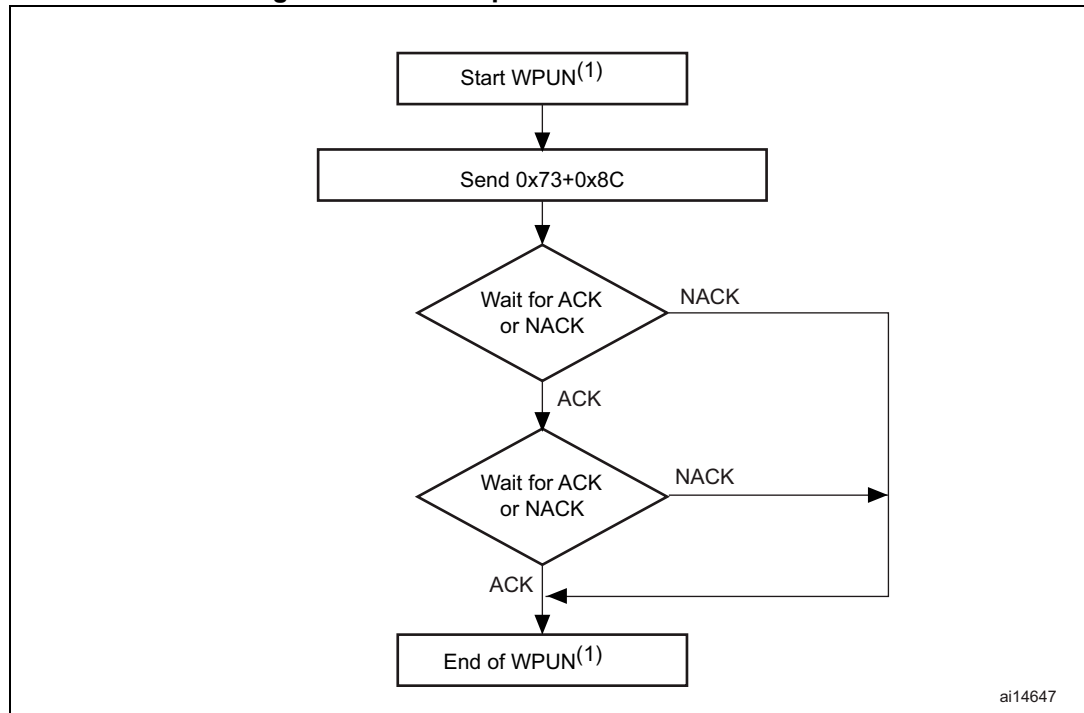 Start WPUN(1)
Send 0x73+0x8C
Wait for ACK
or NACK
NACK
ACK
Wait for ACK
or NACK
NACK
ACK
End of WPUN(1)
ai14647